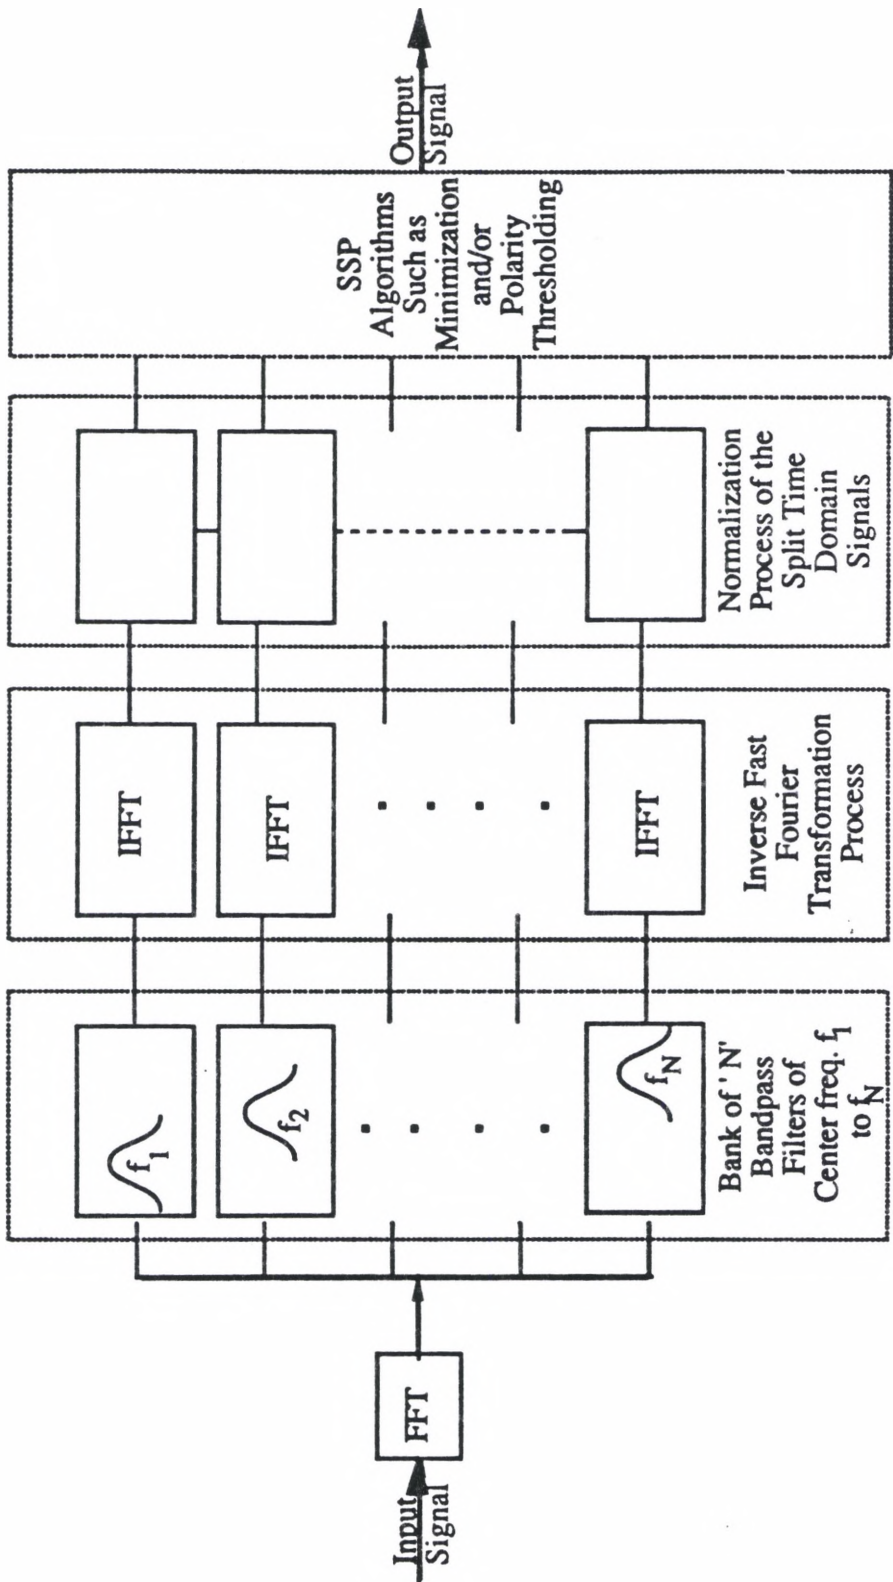 Input
Signal
FFT
f1
f2
fN
Bank of 'N'
Bandpass
Filters of
Center freq. f1
to fN
IFFT
IFFT
IFFT
Inverse Fast
Fourier
Transformation
Process
Normalization
Process of the
Split Time
Domain
Signals
SSP
Algorithms
Such as
Minimization
and/or
Polarity
Thresholding
Output
Signal